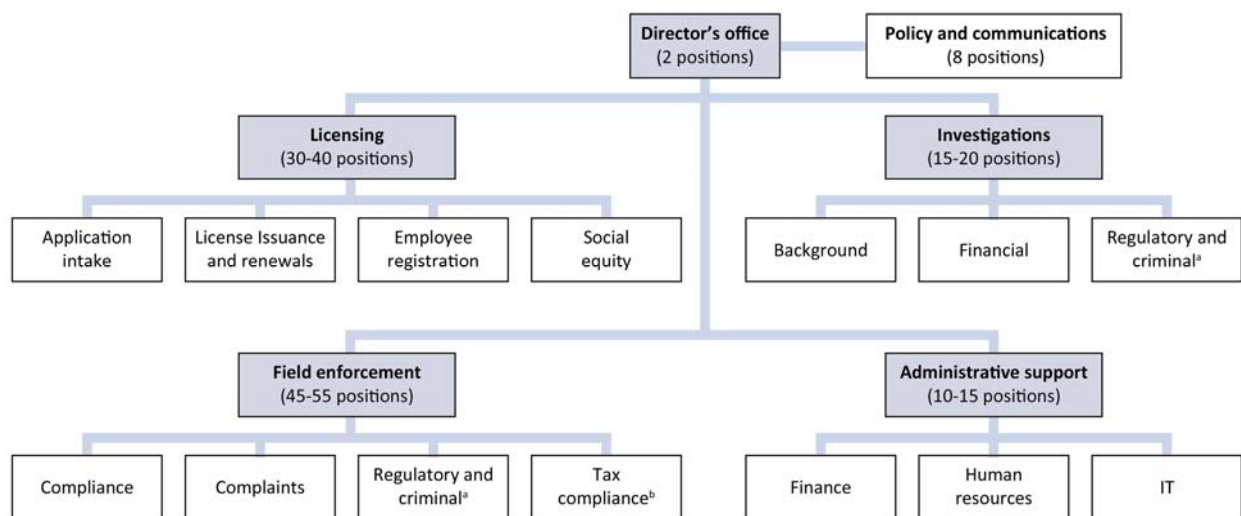 Director's office
(2 positions)
Policy and communications
(8 positions)
Licensing
(30-40 positions)
Investigations
(15-20 positions)
Application
intake
License Issuance
and renewals
Employee
registration
Social
equity
Background
Financial
Regulatory and
criminalᵃ
Field enforcement
(45-55 positions)
Administrative support
(10-15 positions)
Compliance
Complaints
Regulatory and
criminalᵃ
Tax
complianceᵇ
Finance
Human
resources
IT